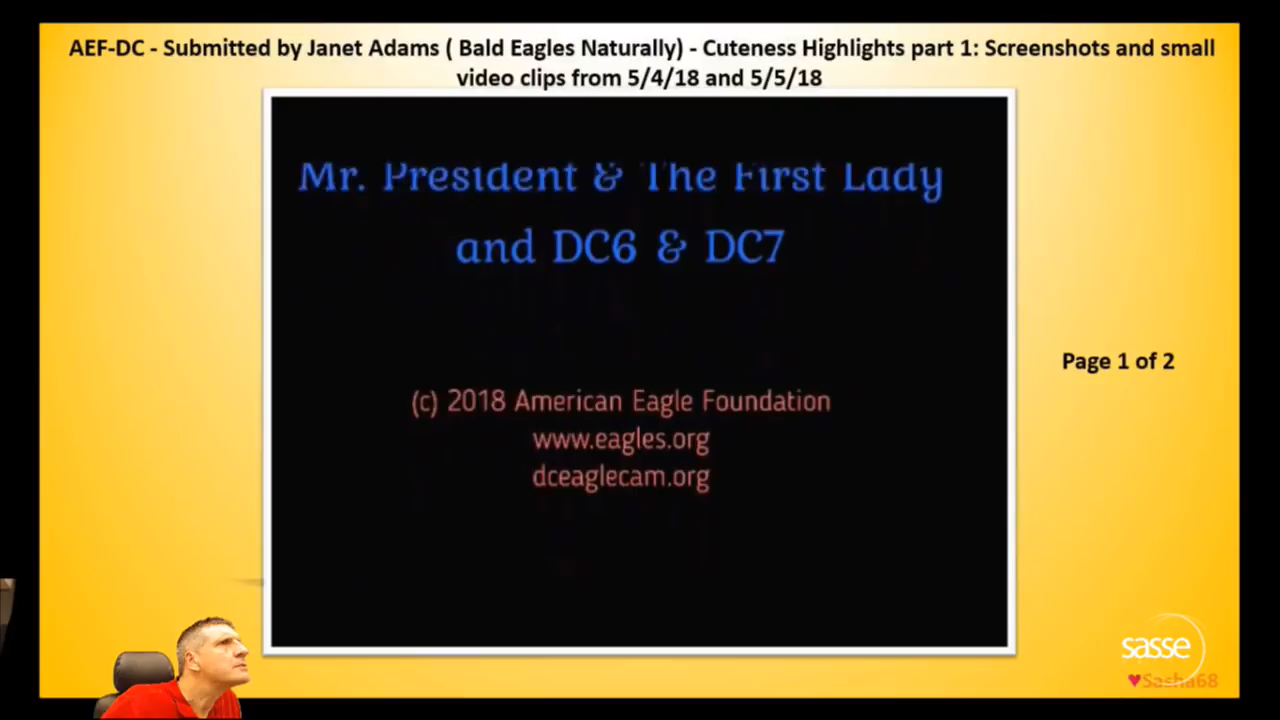 AEF-DC - Submitted by Janet Adams ( Bald Eagles Naturally) - Cuteness Highlights part 1: Screenshots and small
video clips from 5/4/18 and 5/5/18
Mr. President & The First Lady
and DC6 & DC7
(c) 2018 American Eagle Foundation
www.eagles.org
dceaglecam.org
Page 1 of 2
sasse
♥Sasha68